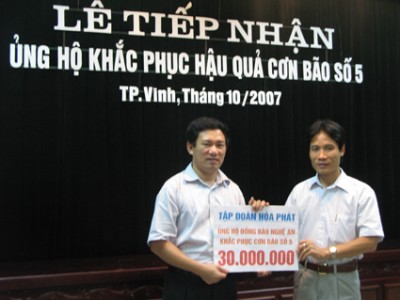 LỄ TIẾP NHẬN
ỦNG HỘ KHẮC PHỤC HẬU QUẢ CƠN BÃO SỐ 5
TP.Vinh,Tháng 10/2007
TẬP ĐOÀN HÒA PHÁT
ỦNG HỘ ĐỒNG BÀO NGHỆ AN
KHẮC PHỤC CƠN BÃO SỐ 5
30.000.000